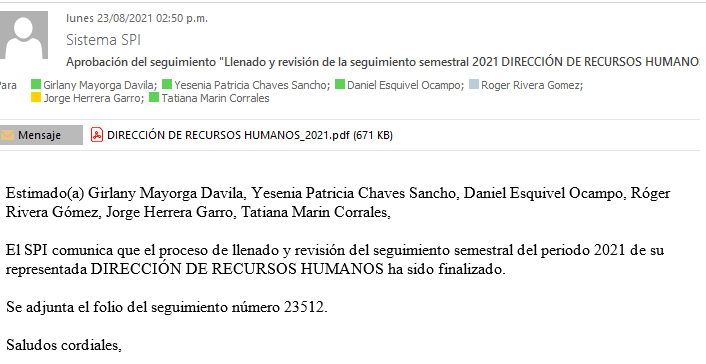 lunes 23/08/2021 02:50 p.m.
Sistema SPI
Aprobación del seguimiento "Llenado y revisión de la seguimiento semestral 2021 DIRECCIÓN DE RECURSOS HUMANO
Para Girlany Mayorga Davila; Yesenia Patricia Chaves Sancho; Daniel Esquivel Ocampo; Roger Rivera Gomez;
Jorge Herrera Garro; Tatiana Marin Corrales
Mensaje DIRECCIÓN DE RECURSOS HUMANOS_2021.pdf (671 KB)
Estimado(a) Girlany Mayorga Davila, Yesenia Patricia Chaves Sancho, Daniel Esquivel Ocampo, Róger
Rivera Gómez, Jorge Herrera Garro, Tatiana Marin Corrales,
El SPI comunica que el proceso de llenado y revisión del seguimiento semestral del periodo 2021 de su
representada DIRECCIÓN DE RECURSOS HUMANOS ha sido finalizado.
Se adjunta el folio del seguimiento número 23512.
Saludos cordiales,